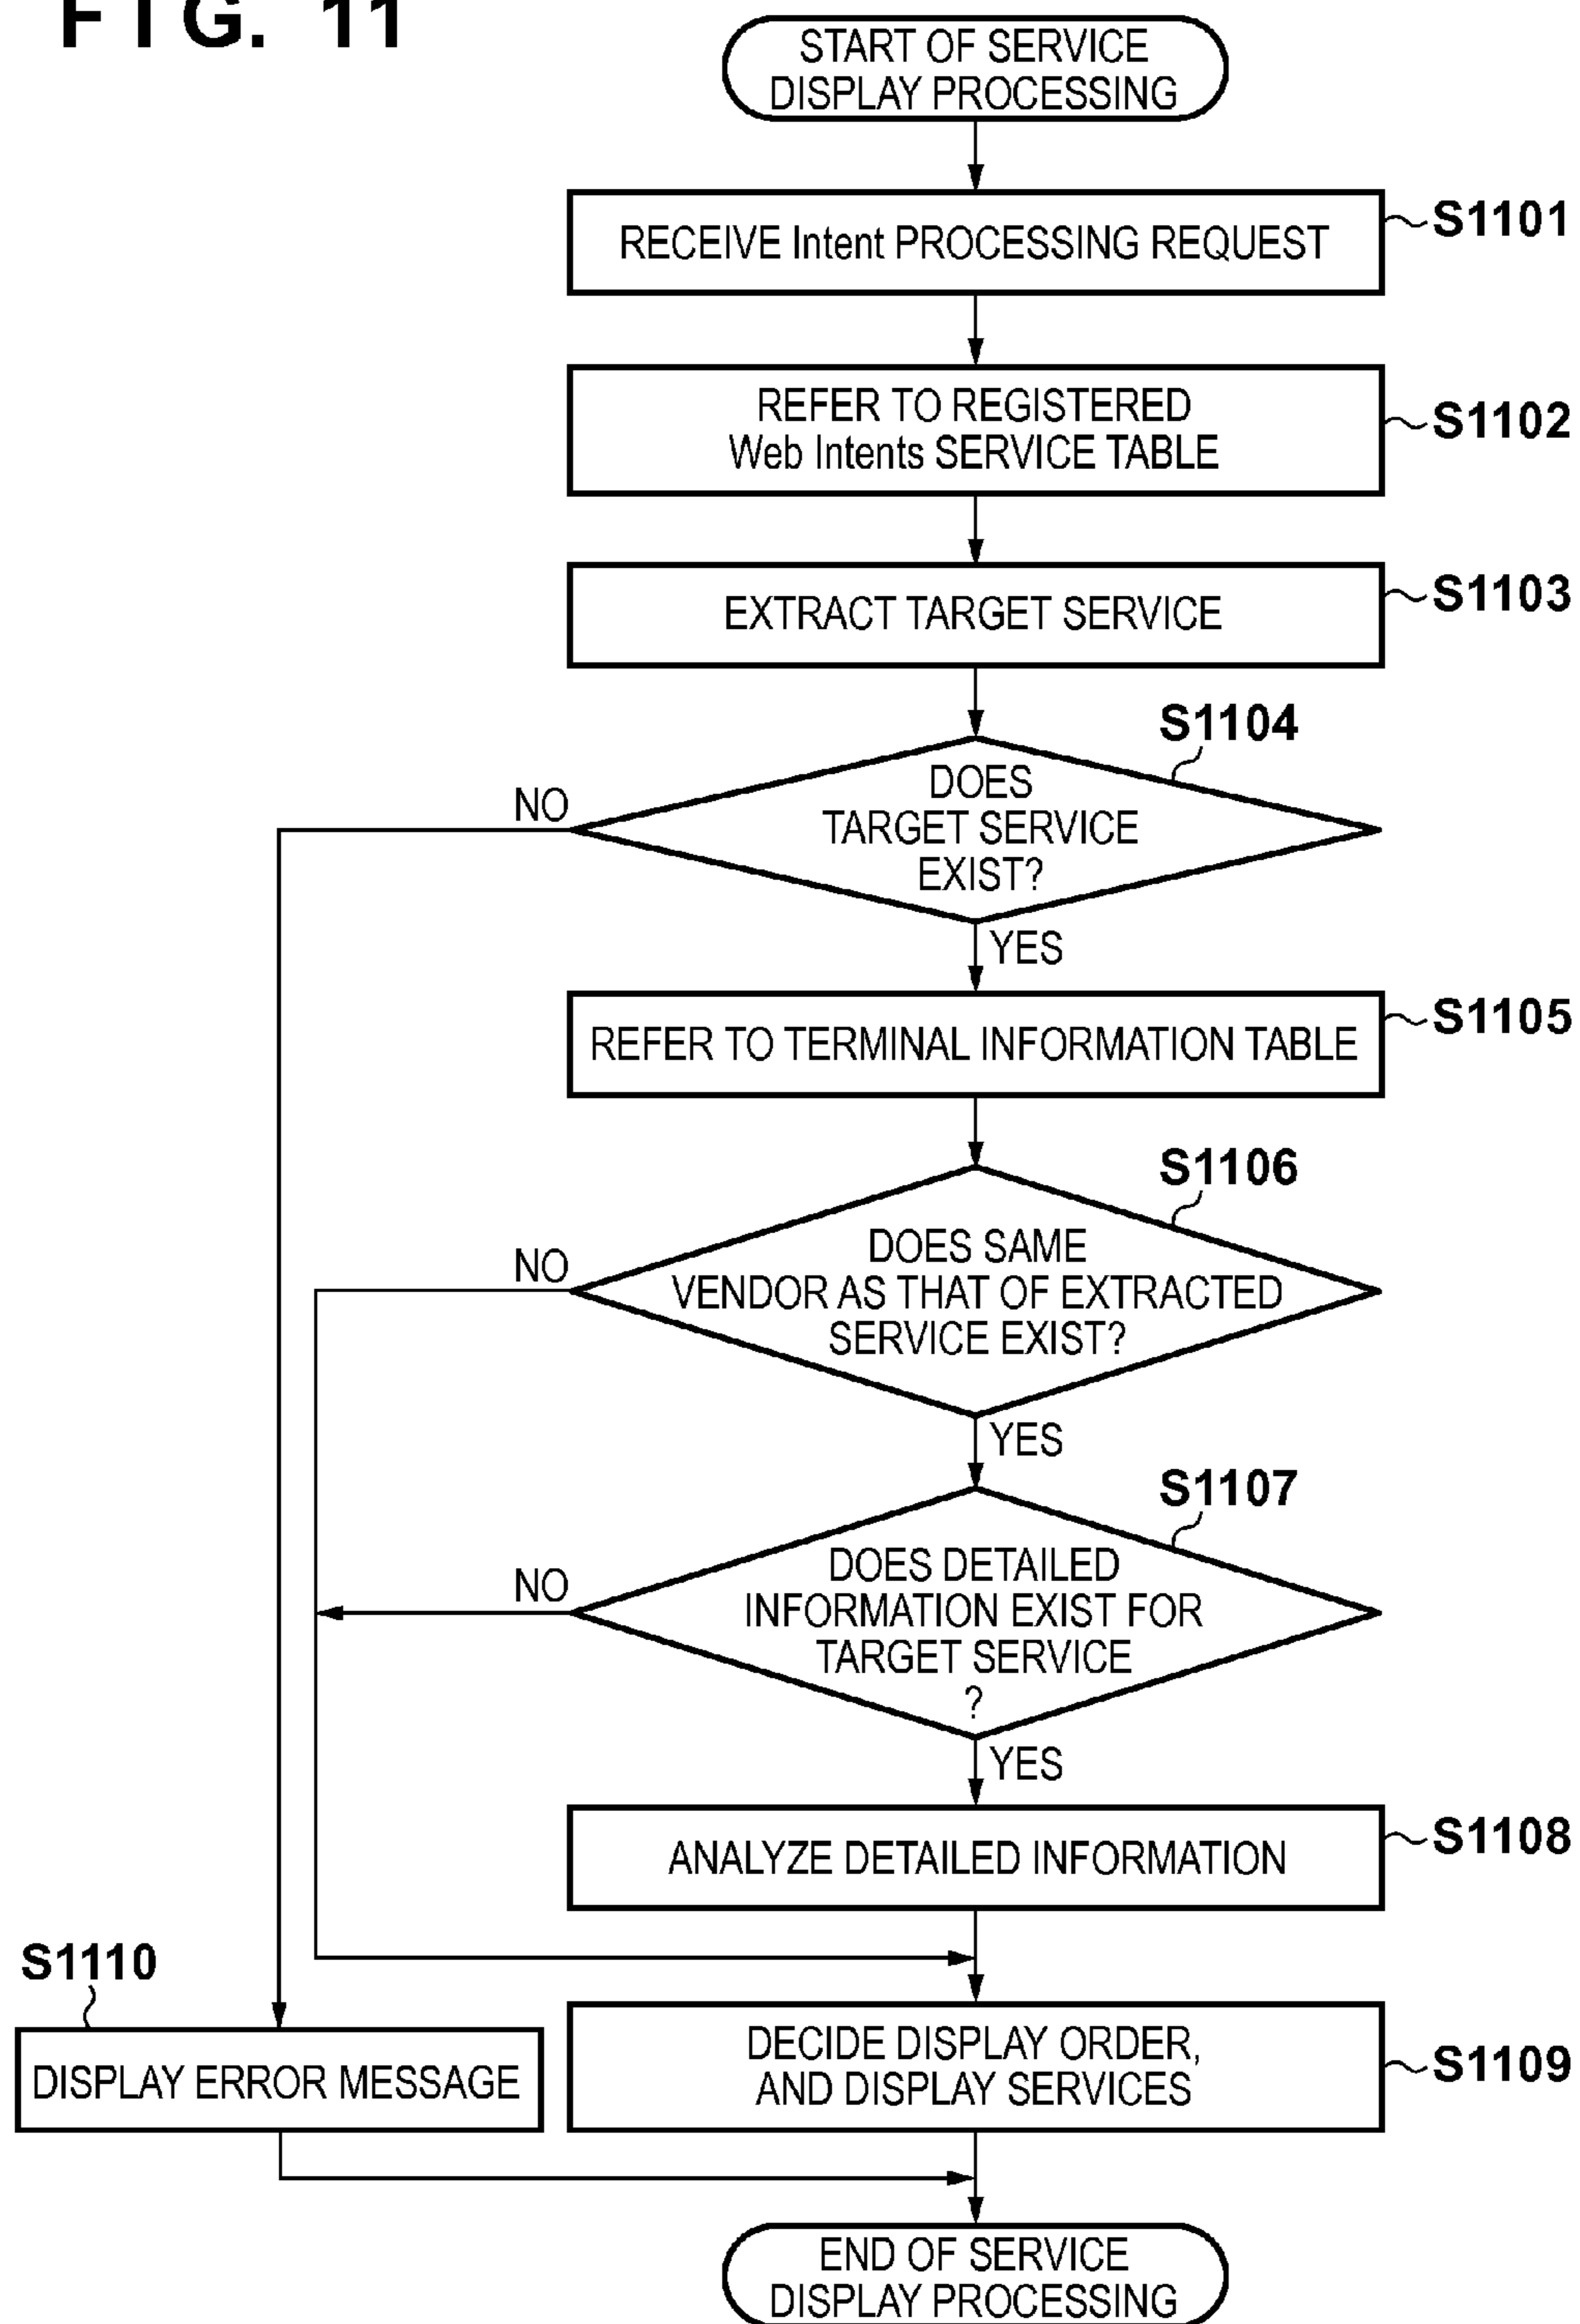 FIG. 11
START OF SERVICE
DISPLAY PROCESSING
RECEIVE Intent PROCESSING REQUEST
S1101
REFER TO REGISTERED
Web Intents SERVICE TABLE
S1102
EXTRACT TARGET SERVICE
S1103
S1104
DOES
TARGET SERVICE
EXIST?
NO
YES
REFER TO TERMINAL INFORMATION TABLE
S1105
S1106
DOES SAME
VENDOR AS THAT OF EXTRACTED
SERVICE EXIST?
NO
YES
S1107
DOES DETAILED
INFORMATION EXIST FOR
TARGET SERVICE
?
NO
YES
ANALYZE DETAILED INFORMATION
S1108
S1110
DISPLAY ERROR MESSAGE
DECIDE DISPLAY ORDER,
AND DISPLAY SERVICES
S1109
END OF SERVICE
DISPLAY PROCESSING